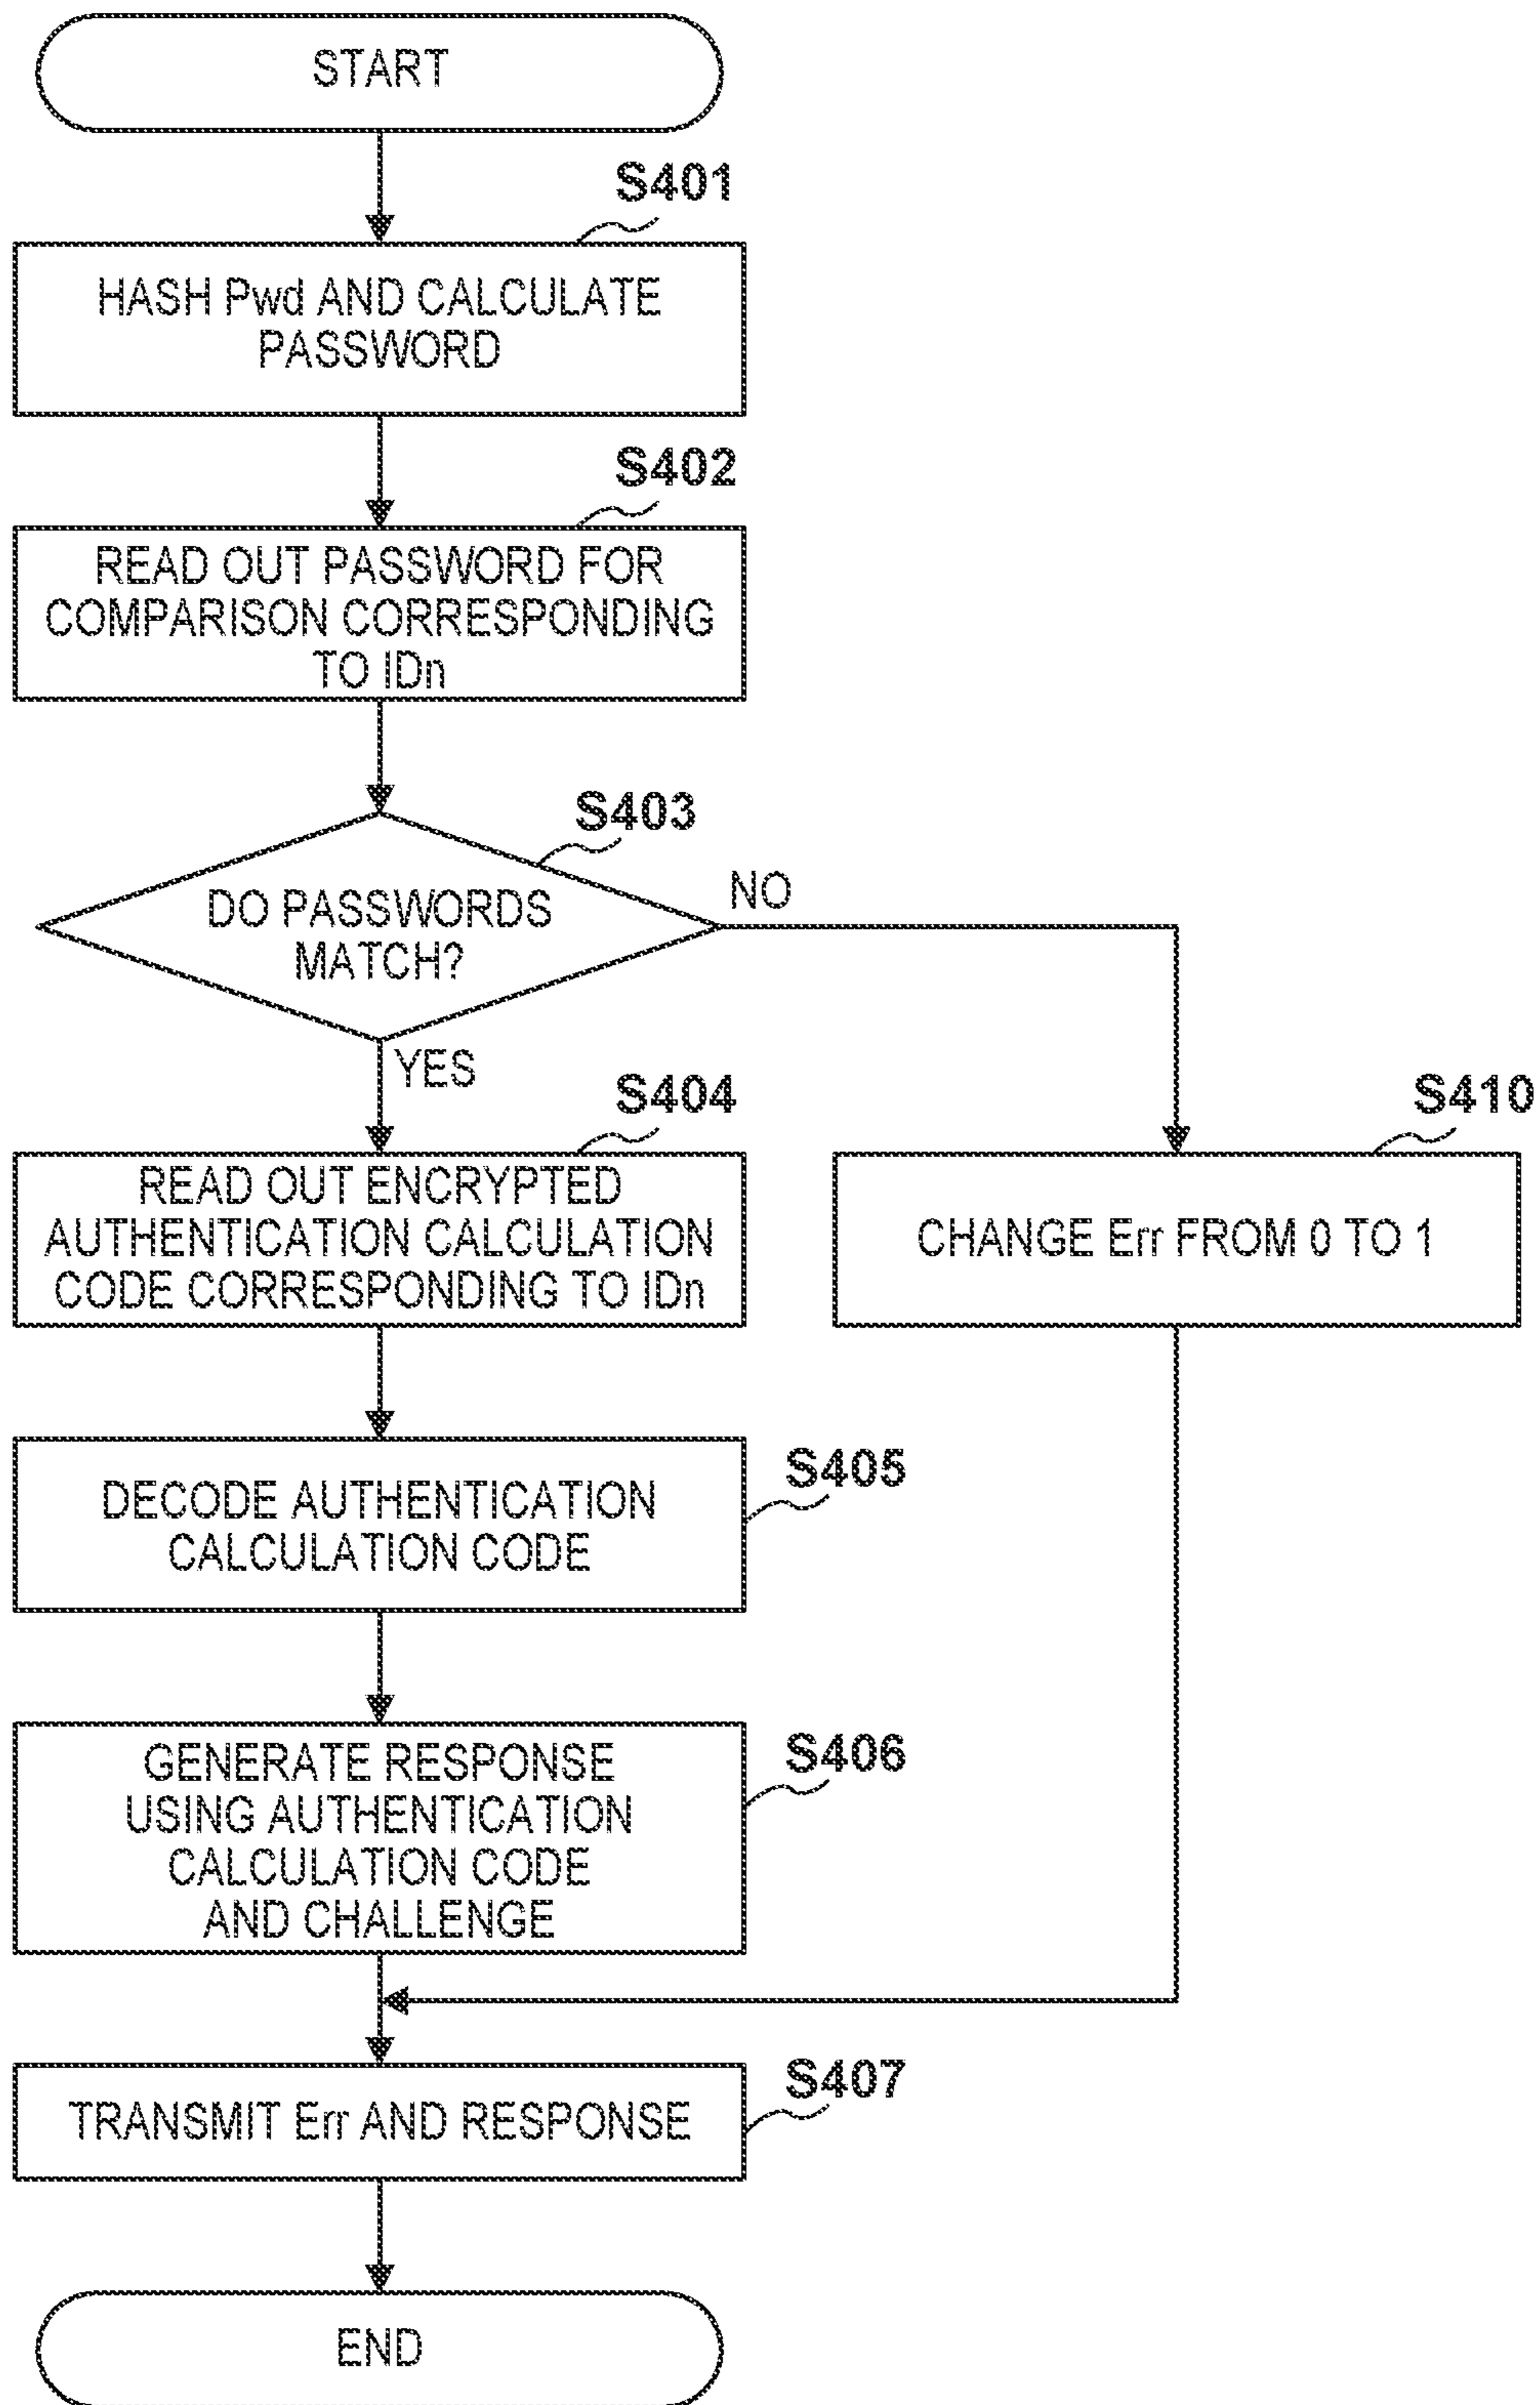 START
S401
HASH Pwd AND CALCULATE
PASSWORD
S402
READ OUT PASSWORD FOR
COMPARISON CORRESPONDING
TO IDn
S403
DO PASSWORDS
MATCH?
NO
YES
S404
READ OUT ENCRYPTED
AUTHENTICATION CALCULATION
CODE CORRESPONDING TO IDn
S410
CHANGE Err FROM 0 TO 1
S405
DECODE AUTHENTICATION
CALCULATION CODE
S406
GENERATE RESPONSE
USING AUTHENTICATION
CALCULATION CODE
AND CHALLENGE
S407
TRANSMIT Err AND RESPONSE
END